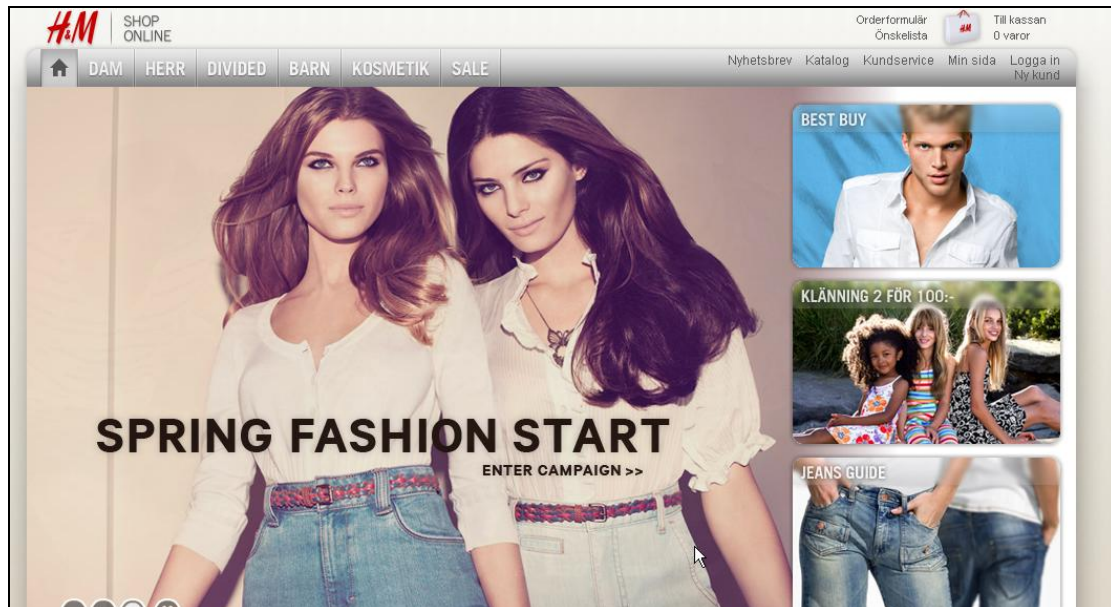 H&M
SHOP
ONLINE
Orderformulär
Önskelista
H&M
Till kassan
0 varor
DAM HERR DIVIDED BARN KOSMETIK SALE
Nyhetsbrev Katalog Kundservice Min sida Logga in
Ny kund
BEST BUY
KLÄNNING 2 FÖR 100:-
SPRING FASHION START
ENTER CAMPAIGN >>
JEANS GUIDE